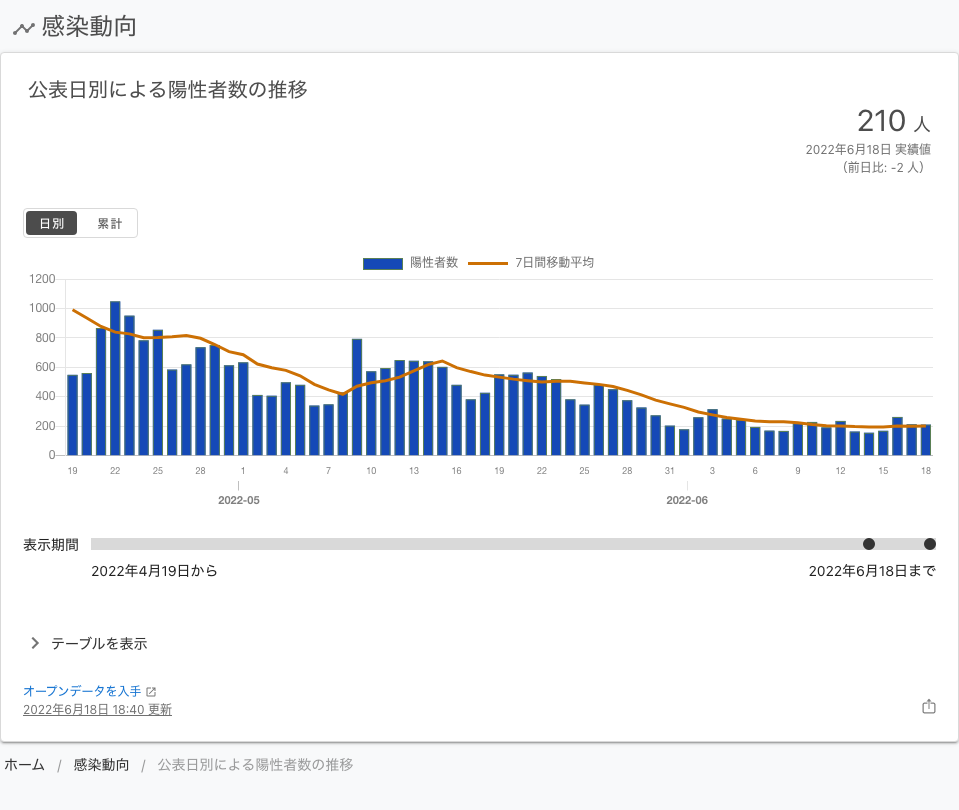 感染動向
公表日別による陽性者数の推移
210 人
2022年6月18日 実績値
（前日比: -2 人）
日別 累計
陽性者数 7日間移動平均
1200
1000
800
600
400
200
0
19 22 25 28 1 4 7 10 13 16 19 22 25 28 31 3 6 9 12 15 18
2022-05 2022-06
表示期間
2022年4月19日から 2022年6月18日まで
テーブルを表示
オープンデータを入手
2022年6月18日 18:40 更新
ホーム / 感染動向 / 公表日別による陽性者数の推移